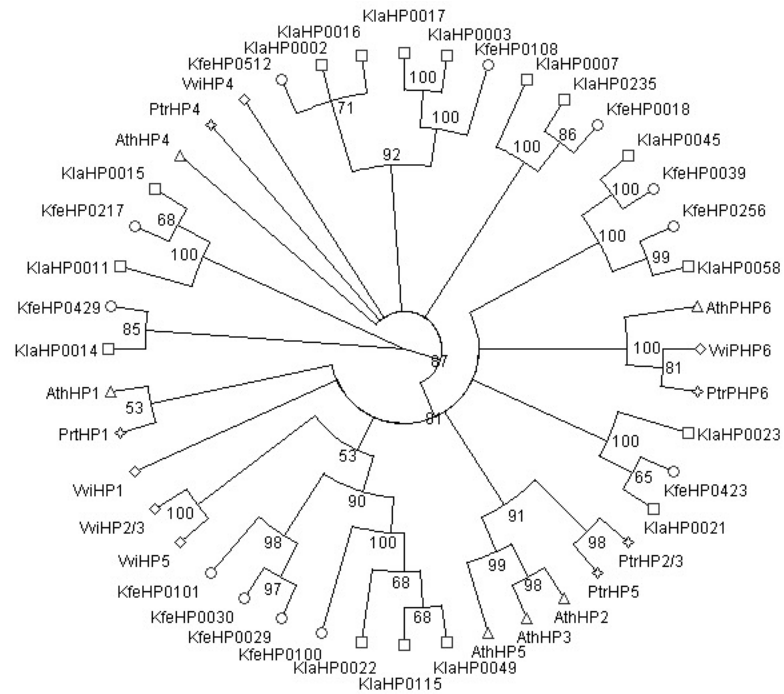 KlaHP0017
KlaHP0016
KlaHP0003
KlaHP0002
KfeHP0108
KfeHP0512
KlaHP0007
WiHP4
KlaHP0235
PtrHP4
KfeHP0018
AthHP4
KlaHP0045
KlaHP0015
KfeHP0039
KfeHP0217
KfeHP0256
KlaHP0011
KlaHP0058
KfeHP0429
AthPHP6
KlaHP0014
WiPHP6
AthHP1
PtrPHP6
PrtHP1
KlaHP0023
WiHP1
KfeHP0423
WiHP2/3
KlaHP0021
WiHP5
PtrHP2/3
KfeHP0101
PtrHP5
KfeHP0030
AthHP2
KfeHP0029
AthHP3
KfeHP0100
AthHP5
KlaHP0022
KlaHP0049
KlaHP0115
100
71
100
86
100
92
100
68
100
100
99
85
100
81
87
53
81
100
65
53
100
90
91
98
98
100
99
97
68
98
68